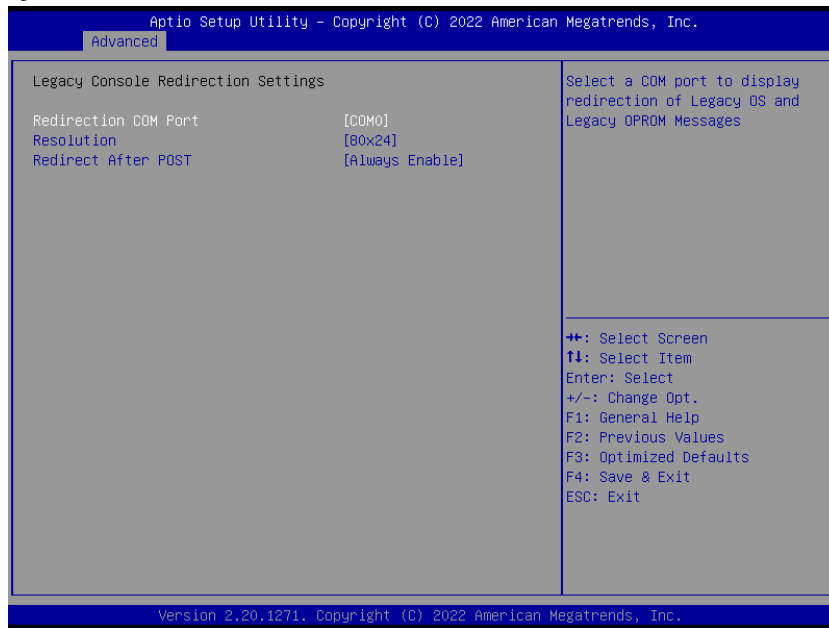 Aptio Setup Utility – Copyright (C) 2022 American Megatrends, Inc.
Advanced
Legacy Console Redirection Settings
Redirection COM Port [COM0]
Resolution [80x24]
Redirect After POST [Always Enable]
Select a COM port to display
redirection of Legacy OS and
Legacy OPROM Messages
→←: Select Screen
↑↓: Select Item
Enter: Select
+/-: Change Opt.
F1: General Help
F2: Previous Values
F3: Optimized Defaults
F4: Save & Exit
ESC: Exit
Version 2.20.1271. Copyright (C) 2022 American Megatrends, Inc.